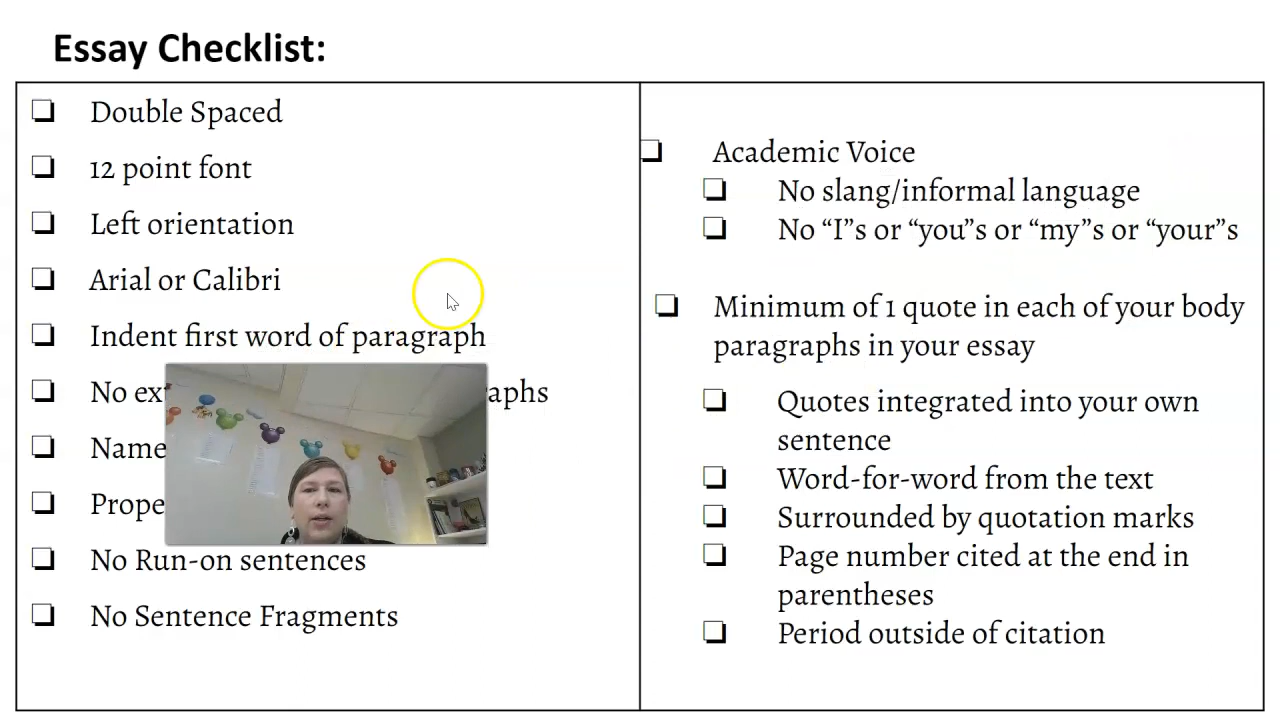 Essay Checklist:
Double Spaced
12 point font
Left orientation
Arial or Calibri
Indent first word of paragraph
No
Name
No Run-on sentences
No Sentence Fragments
Academic Voice
No slang/informal language
No “I”s or “you”s or “my”s or “your”s
Minimum of 1 quote in each of your body
paragraphs in your essay
Quotes integrated into your own
sentence
Word-for-word from the text
Surrounded by quotation marks
Page number cited at the end in
parentheses
Period outside of citation